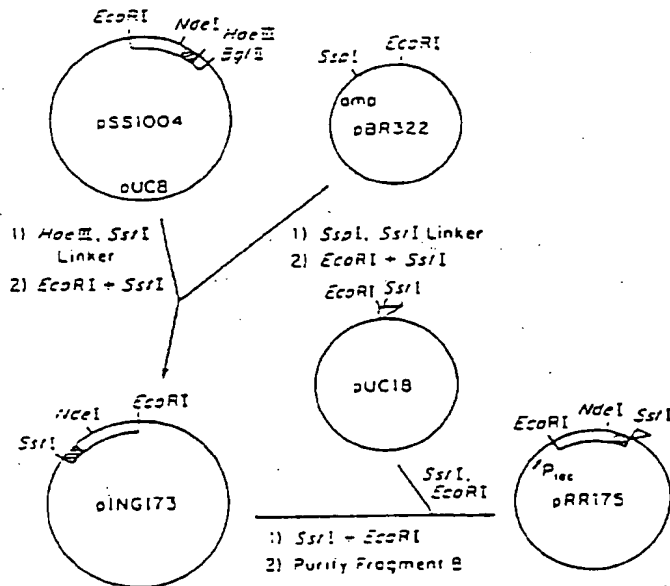 EcoRI
NdeI
HaeIII
BglII
pSS1004
pUC8
EcoRI
SspI
amp
pBR322
1) HaeIII, SstI
Linker
2) EcoRI + SstI
1) SspI, SstI Linker
2) EcoRI + SstI
EcoRI
SstI
pUC18
EcoRI
NdeI
SstI
pING173
SstI,
EcoRI
EcoRI
NdeI
SstI
Plac
pRR175
1) SstI + EcoRI
2) Purify Fragment B